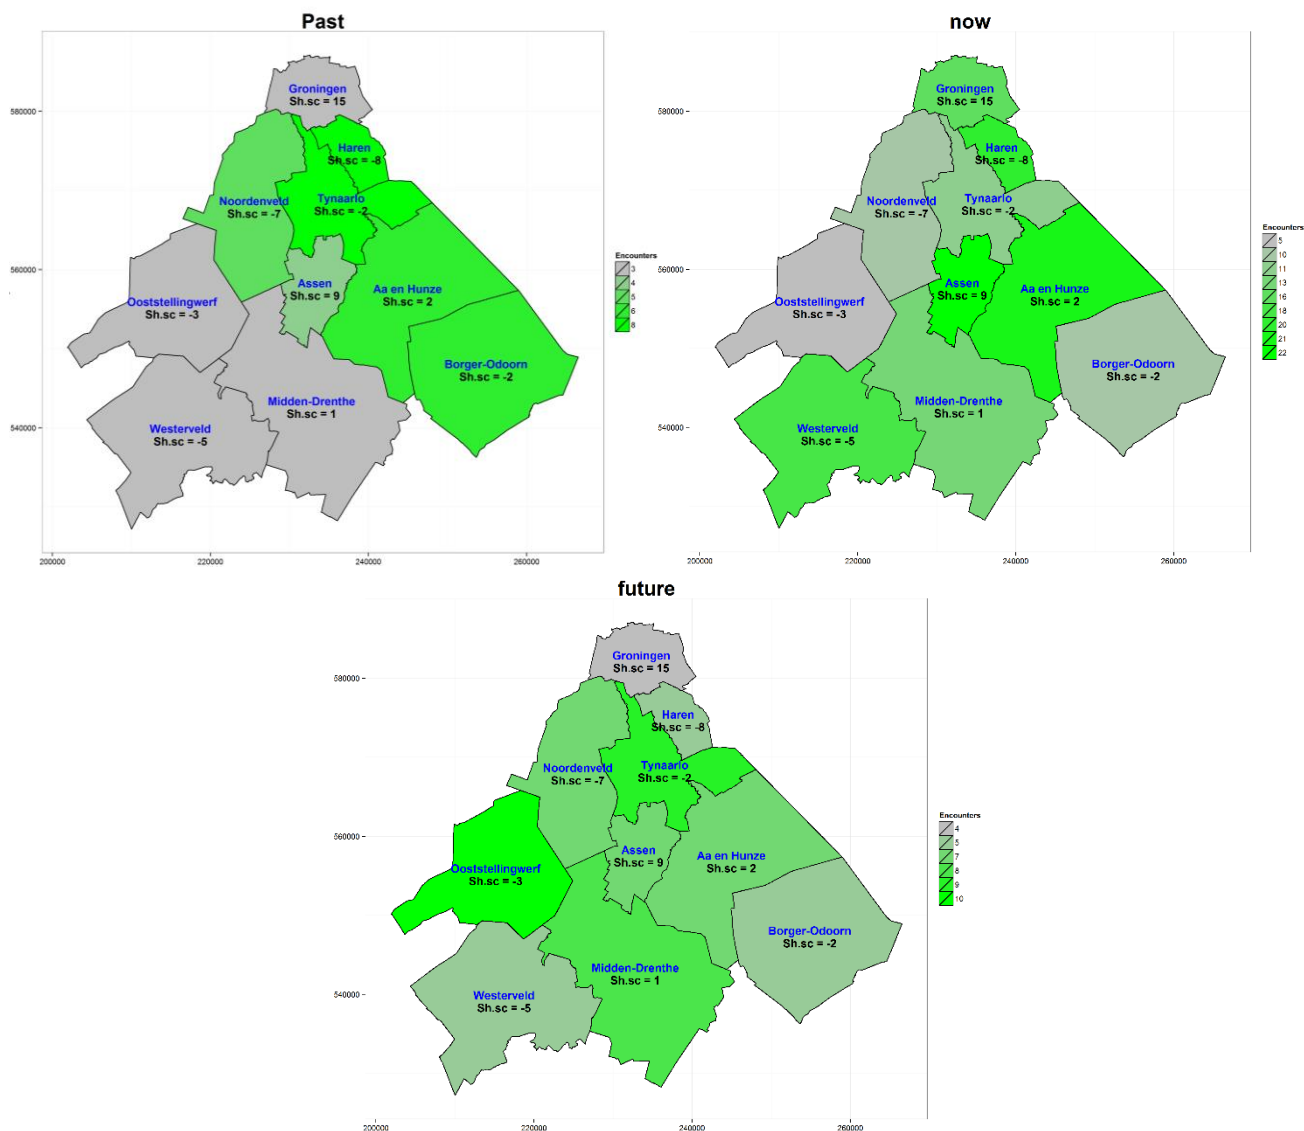 Past
Groningen
Sh.sc = 15
Haren
Sh.sc = -8
Noordenveld
Sh.sc = -7
Tynaarlo
Sh.sc = -2
Assen
Sh.sc = 9
Aa en Hunze
Sh.sc = 2
Ooststellingwerf
Sh.sc = -3
Borger-Odoorn
Sh.sc = -2
Midden-Drenthe
Sh.sc = 1
Westerveld
Sh.sc = -5
580000
560000
540000
200000
220000
240000
260000
Encounters
3
4
5
6
8
now
Groningen
Sh.sc = 15
Haren
Sh.sc = -8
Noordenveld
Sh.sc = -7
Tynaarlo
Sh.sc = -2
Assen
Sh.sc = 9
Aa en Hunze
Sh.sc = 2
Ooststellingwerf
Sh.sc = -3
Borger-Odoorn
Sh.sc = -2
Midden-Drenthe
Sh.sc = 1
Westerveld
Sh.sc = -5
580000
560000
540000
200000
220000
240000
260000
Encounters
5
10
11
13
16
18
20
21
22
future
Groningen
Sh.sc = 15
Haren
Sh.sc = -8
Noordenveld
Sh.sc = -7
Tynaarlo
Sh.sc = -2
Assen
Sh.sc = 9
Aa en Hunze
Sh.sc = 2
Ooststellingwerf
Sh.sc = -3
Borger-Odoorn
Sh.sc = -2
Midden-Drenthe
Sh.sc = 1
Westerveld
Sh.sc = -5
580000
560000
540000
200000
220000
240000
260000
Encounters
4
5
7
8
9
10